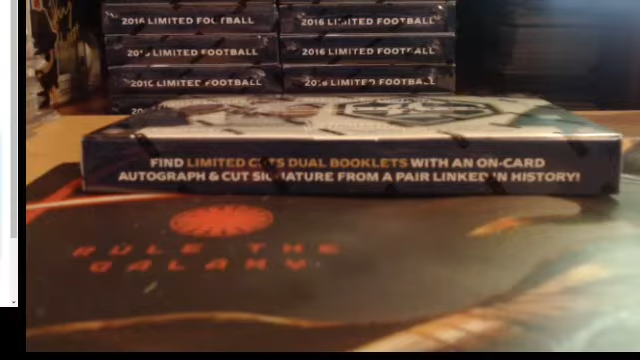 2016 LIMITED FOOTBALL
2016 LIMITED FOOTBALL
LIMITED FOOTBALL
2016 LIMITED FOOTBALL
2016 LIMITED FOOTBALL
2016 LIMITED FOOTBALL
FIND LIMITED CUTS DUAL BOOKLETS WITH AN ON-CARD
AUTOGRAPH & CUT SIGNATURE FROM A PAIR LINKED IN HISTORY!
RULE THE
GALAXY